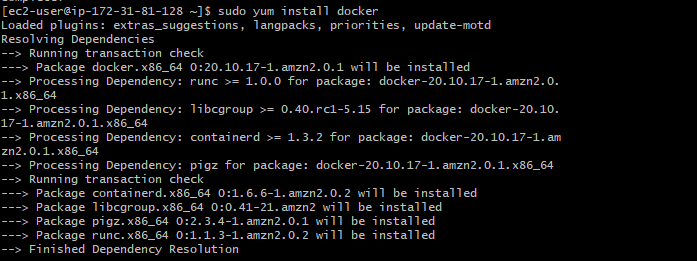 [ec2-user@ip-172-31-81-128 ~]$ sudo yum install docker
Loaded plugins: extras_suggestions, langpacks, priorities, update-motd
Resolving Dependencies
--> Running transaction check
---> Package docker.x86_64 0:20.10.17-1.amzn2.0.1 will be installed
--> Processing Dependency: runc >= 1.0.0 for package: docker-20.10.17-1.amzn2.0.
1.x86_64
--> Processing Dependency: libcgroup >= 0.40.rc1-5.15 for package: docker-20.10.
17-1.amzn2.0.1.x86_64
--> Processing Dependency: containerd >= 1.3.2 for package: docker-20.10.17-1.am
zn2.0.1.x86_64
--> Processing Dependency: pigz for package: docker-20.10.17-1.amzn2.0.1.x86_64
--> Running transaction check
---> Package containerd.x86_64 0:1.6.6-1.amzn2.0.2 will be installed
---> Package libcgroup.x86_64 0:0.41-21.amzn2 will be installed
---> Package pigz.x86_64 0:2.3.4-1.amzn2.0.1 will be installed
---> Package runc.x86_64 0:1.1.3-1.amzn2.0.2 will be installed
--> Finished Dependency Resolution